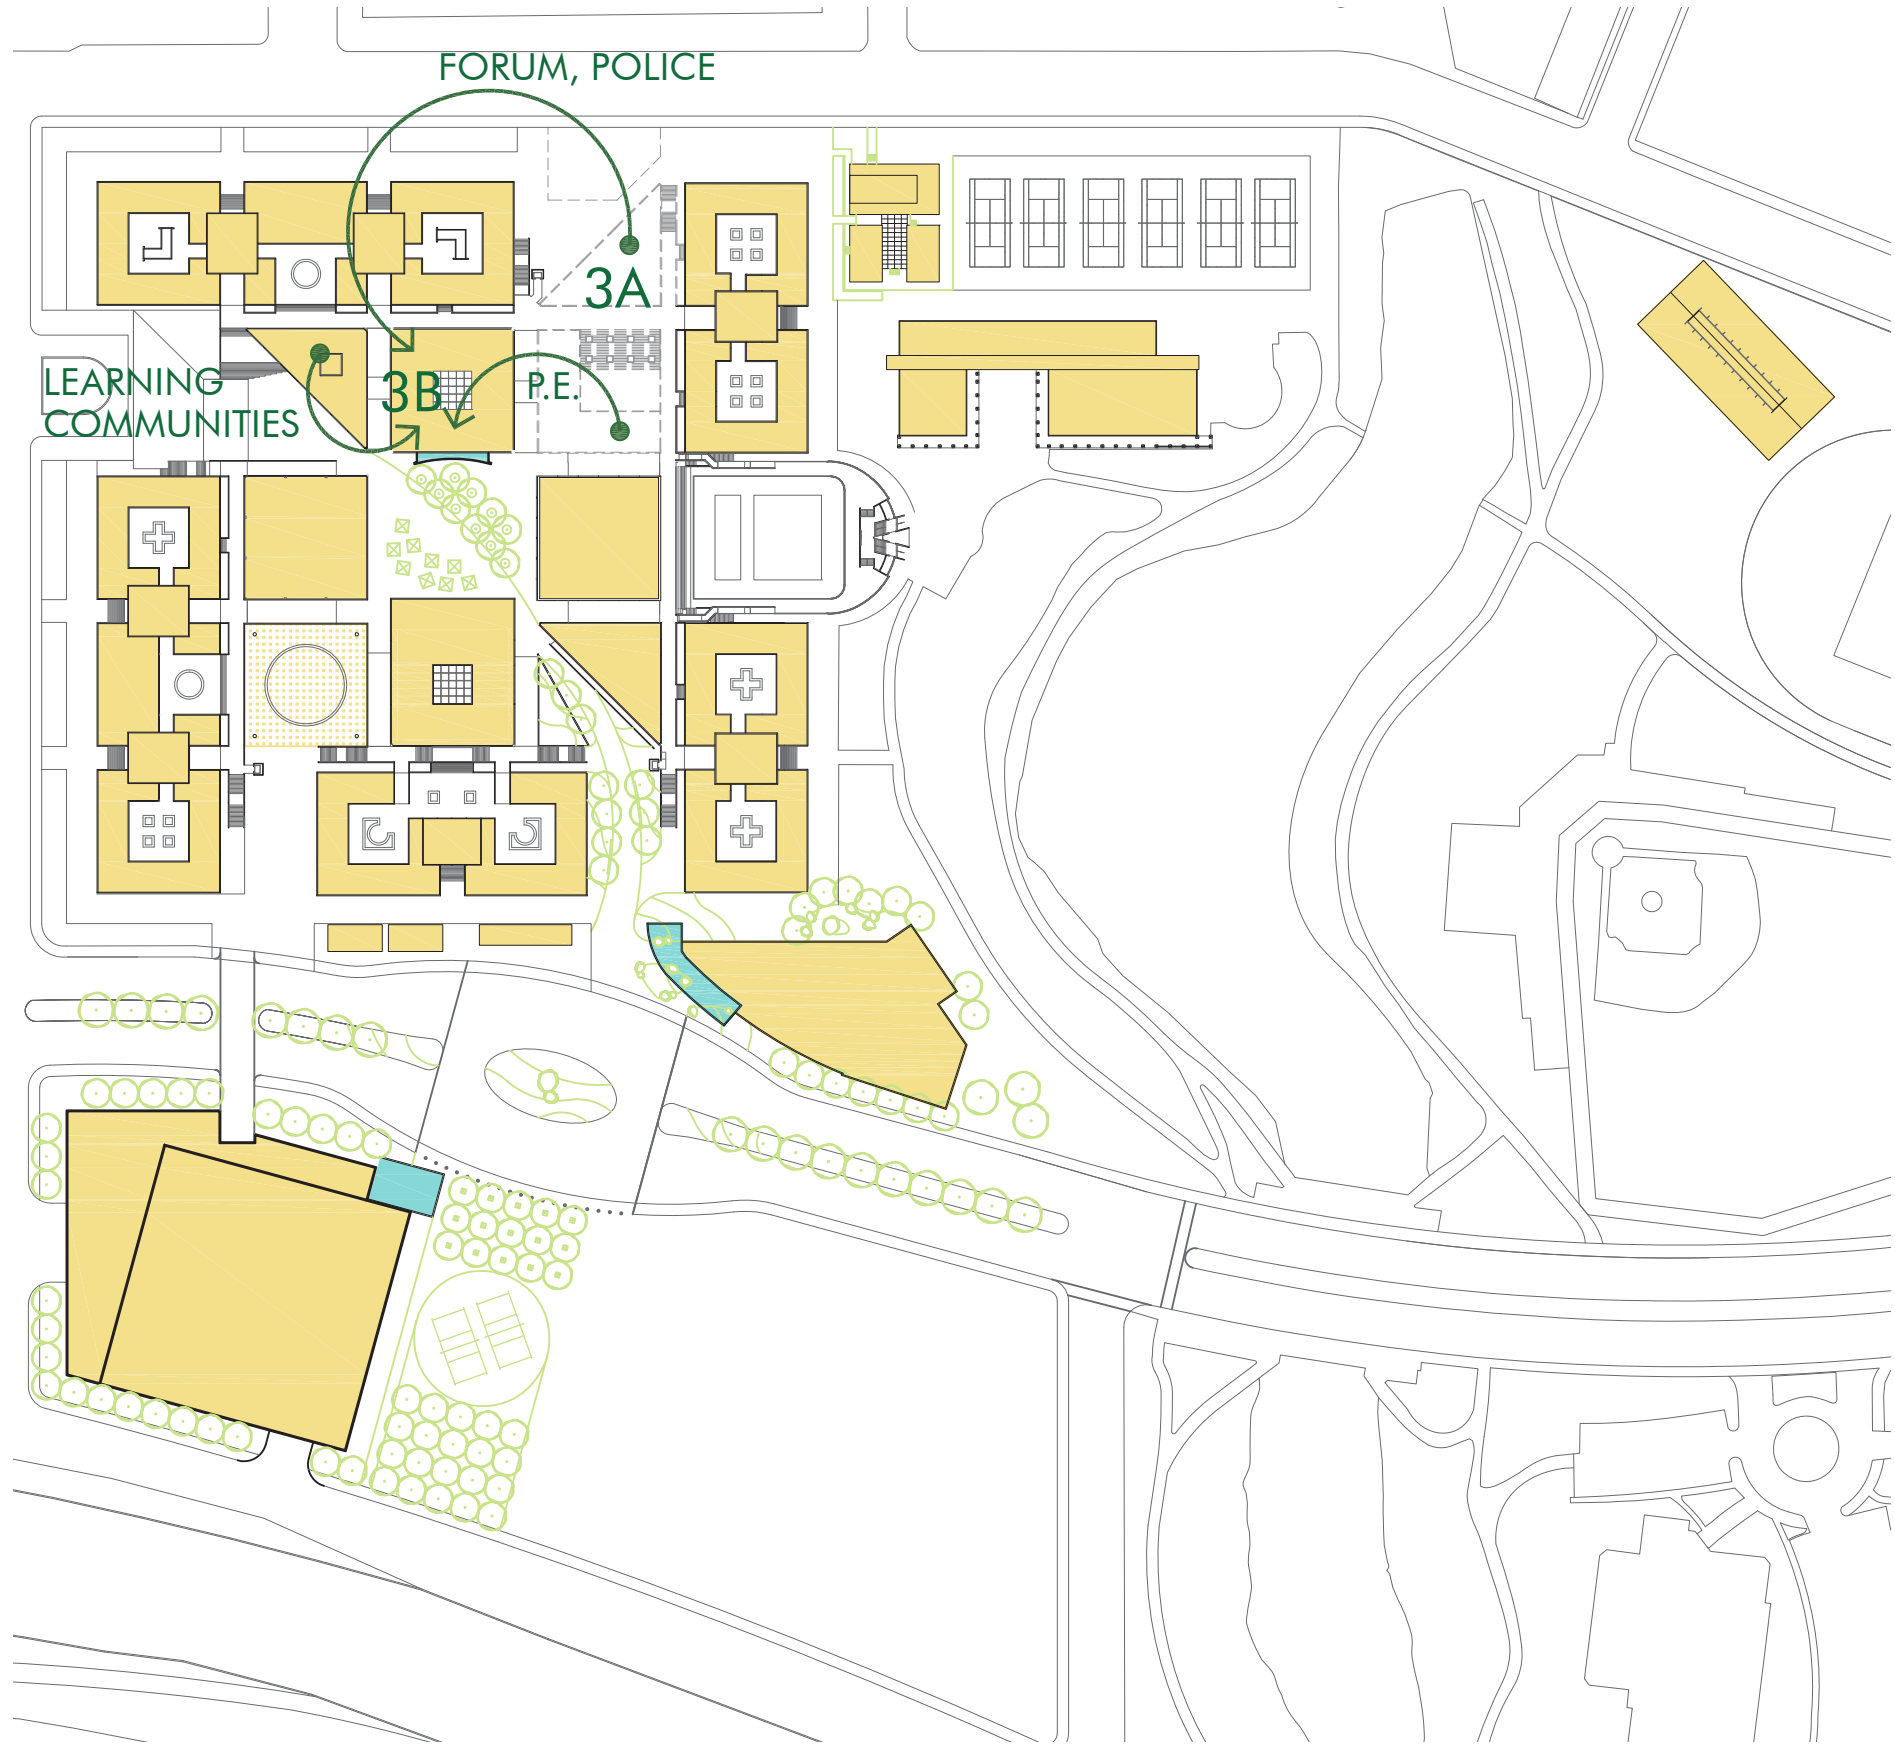 FORUM, POLICE
3A
LEARNING
COMMUNITIES
3B
P.E.